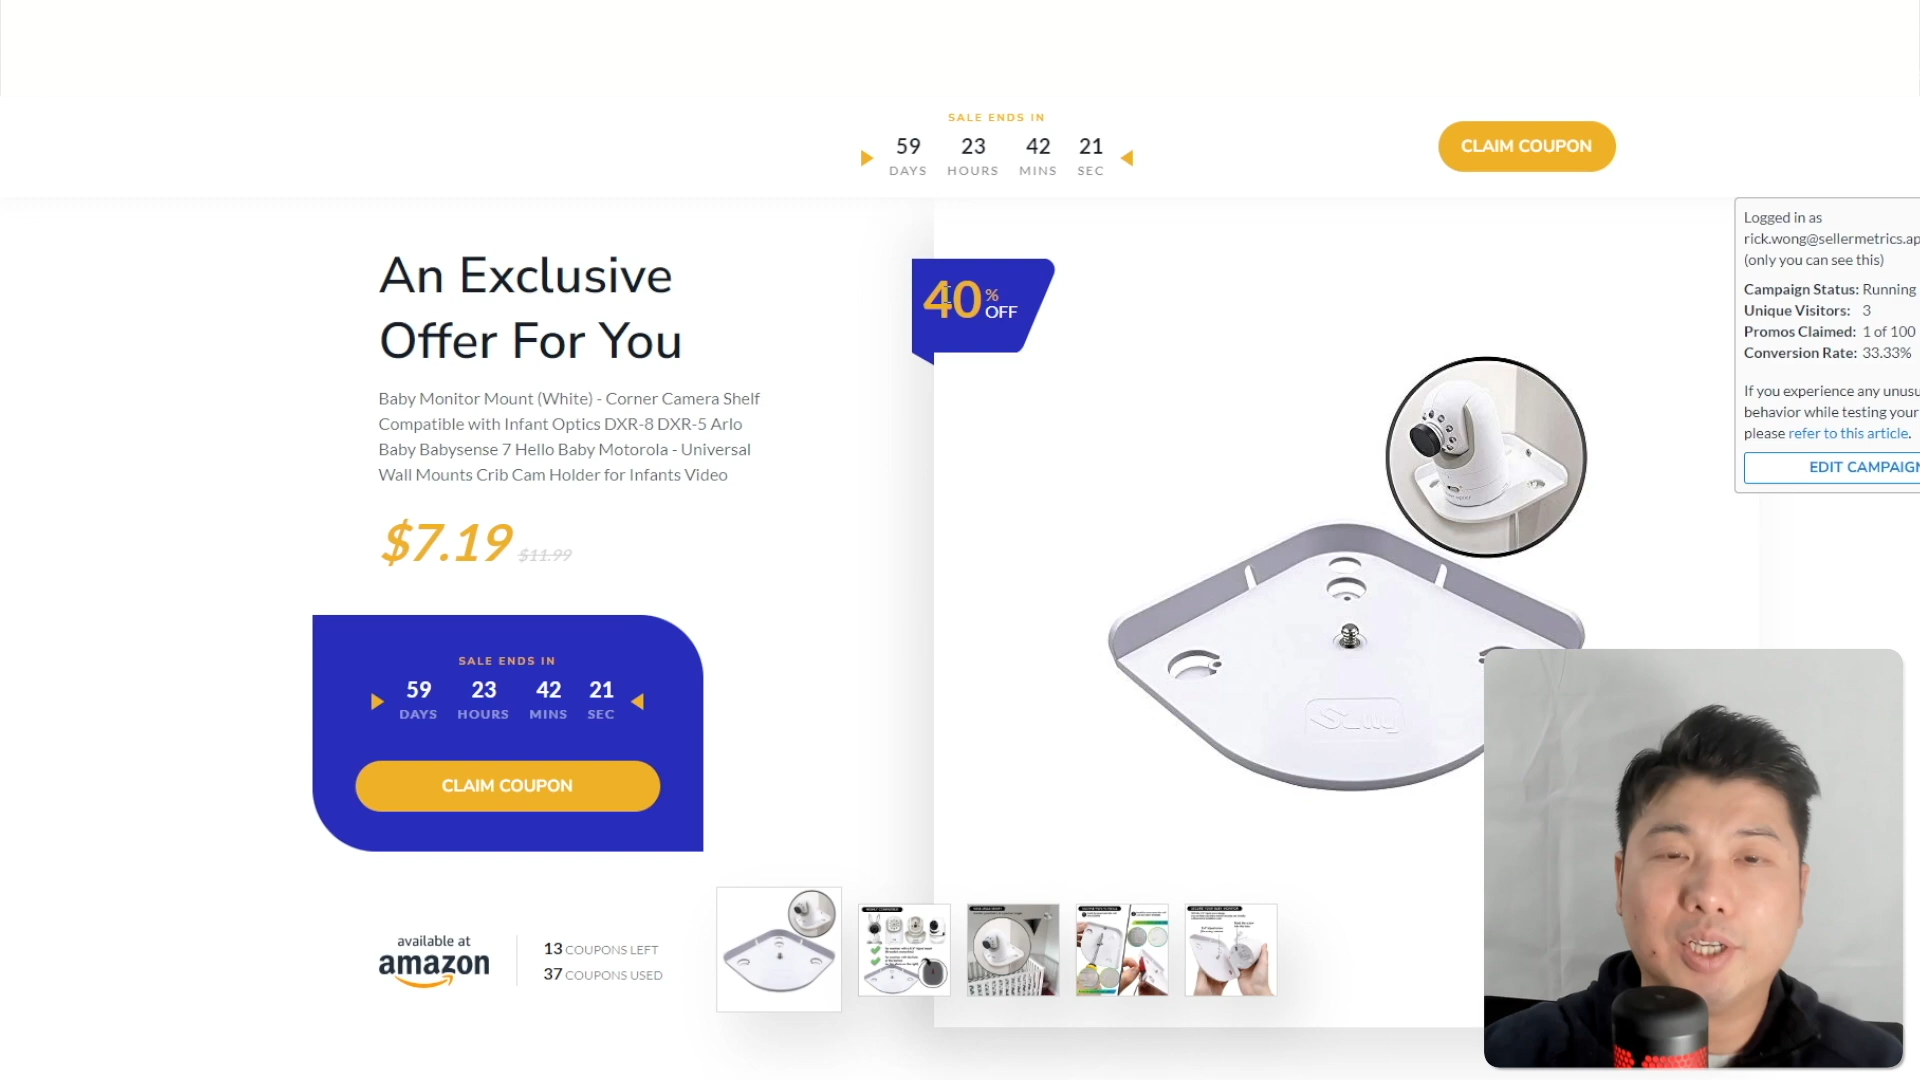 SALE ENDS IN
59 23 42 21
DAYS HOURS MINS SEC
CLAIM COUPON
Logged in as
rick.wong@sellermetrics.ap
(only you can see this)
Campaign Status: Running
Unique Visitors: 3
Promos Claimed: 1 of 100
Conversion Rate: 33.33%
If you experience any unusu
behavior while testing your
please refer to this article.
EDIT CAMPAIGN
An Exclusive
Offer For You
40 %
OFF
Baby Monitor Mount (White) - Corner Camera Shelf
Compatible with Infant Optics DXR-8 DXR-5 Arlo
Baby Babysense 7 Hello Baby Motorola - Universal
Wall Mounts Crib Cam Holder for Infants Video
$7.19 $11.99
SALE ENDS IN
59 23 42 21
DAYS HOURS MINS SEC
CLAIM COUPON
available at
amazon
13 COUPONS LEFT
37 COUPONS USED